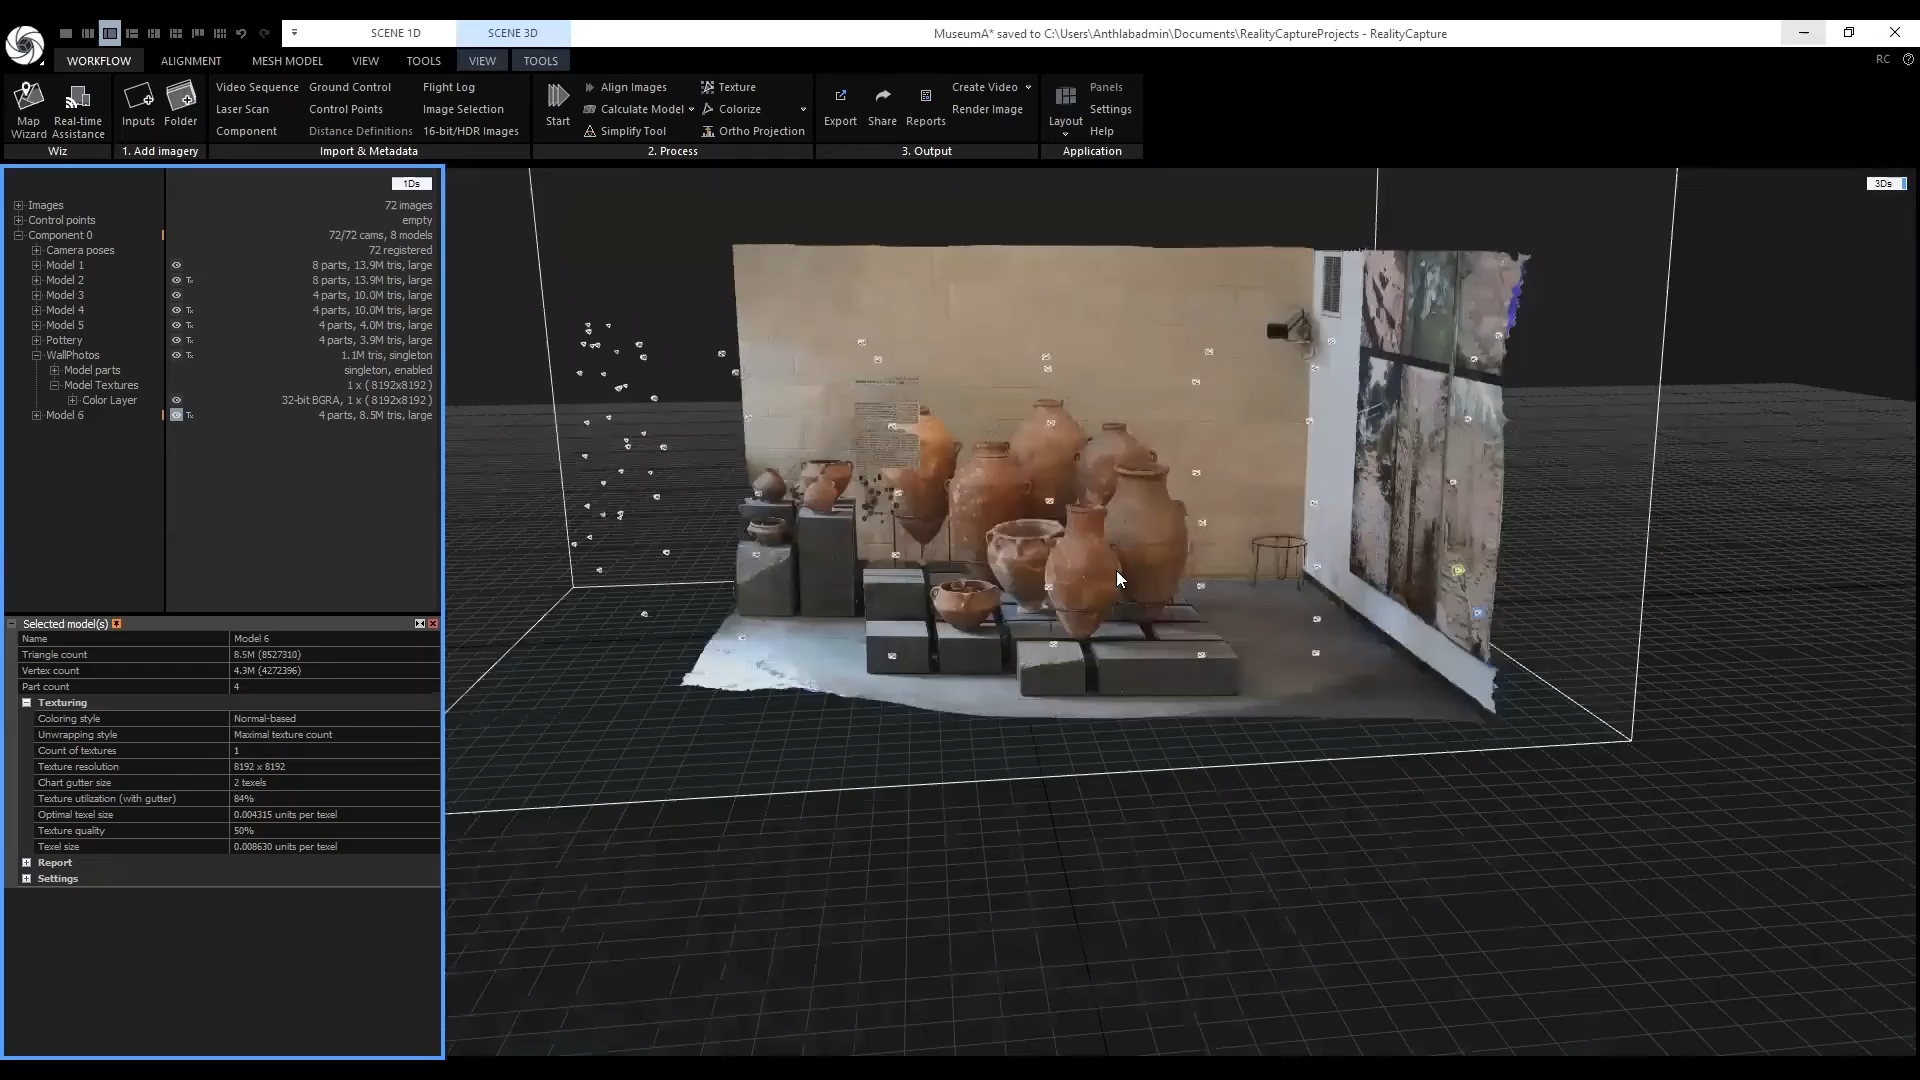 SCENE 1D
SCENE 3D
MuseumA* saved to C:\Users\Anthlabadmin\Documents\RealityCaptureProjects - RealityCapture
WORKFLOW
ALIGNMENT
MESH MODEL
VIEW
TOOLS
VIEW
TOOLS
RC
Map Wizard
Real-time Assistance
Wiz
Inputs
Folder
1. Add imagery
Video Sequence
Ground Control
Flight Log
Laser Scan
Control Points
Image Selection
Component
Distance Definitions
16-bit/HDR Images
Import & Metadata
Start
Align Images
Texture
Calculate Model
Colorize
Simplify Tool
Ortho Projection
2. Process
Export
Share
Reports
Create Video
Render Image
3. Output
Layout
Panels
Settings
Help
Application
1Ds
3Ds
Images 72 images
Control points empty
Component 0 72/72 cams, 8 models
Camera poses 72 registered
Model 1 8 parts, 13.9M tris, large
Model 2 Tx 8 parts, 13.9M tris, large
Model 3 4 parts, 10.0M tris, large
Model 4 Tx 4 parts, 10.0M tris, large
Model 5 Tx 4 parts, 4.0M tris, large
Pottery Tx 4 parts, 3.9M tris, large
WallPhotos Tx 1.1M tris, singleton
Model parts singleton, enabled
Model Textures 1 x ( 8192x8192 )
Color Layer 32-bit BGRA, 1 x ( 8192x8192 )
Model 6 Tx 4 parts, 8.5M tris, large
Selected model(s)
Name Model 6
Triangle count 8.5M (8527310)
Vertex count 4.3M (4272396)
Part count 4
Texturing
Coloring style Normal-based
Unwrapping style Maximal texture count
Count of textures 1
Texture resolution 8192 x 8192
Chart gutter size 2 texels
Texture utilization (with gutter) 84%
Optimal texel size 0.004315 units per texel
Texture quality 50%
Texel size 0.008630 units per texel
Report
Settings